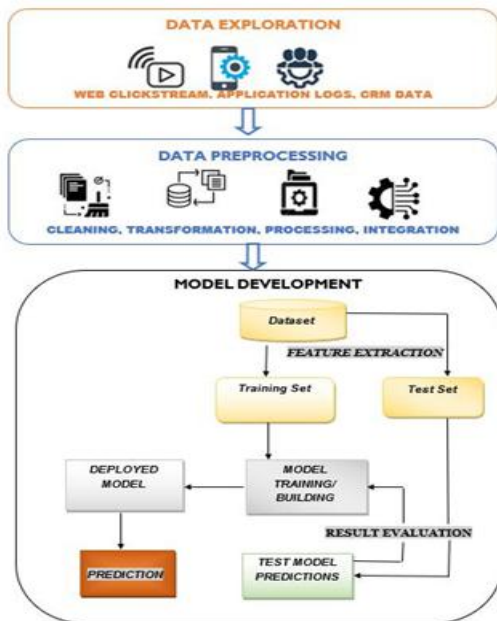 DATA EXPLORATION
WEB CLICKSTREAM, APPLICATION LOGS, CRM DATA
DATA PREPROCESSING
CLEANING, TRANSFORMATION, PROCESSING, INTEGRATION
MODEL DEVELOPMENT
Dataset
FEATURE EXTRACTION
Training Set
Test Set
DEPLOYED
MODEL
MODEL
TRAINING/
BUILDING
RESULT EVALUATION
PREDICTION
TEST MODEL
PREDICTIONS